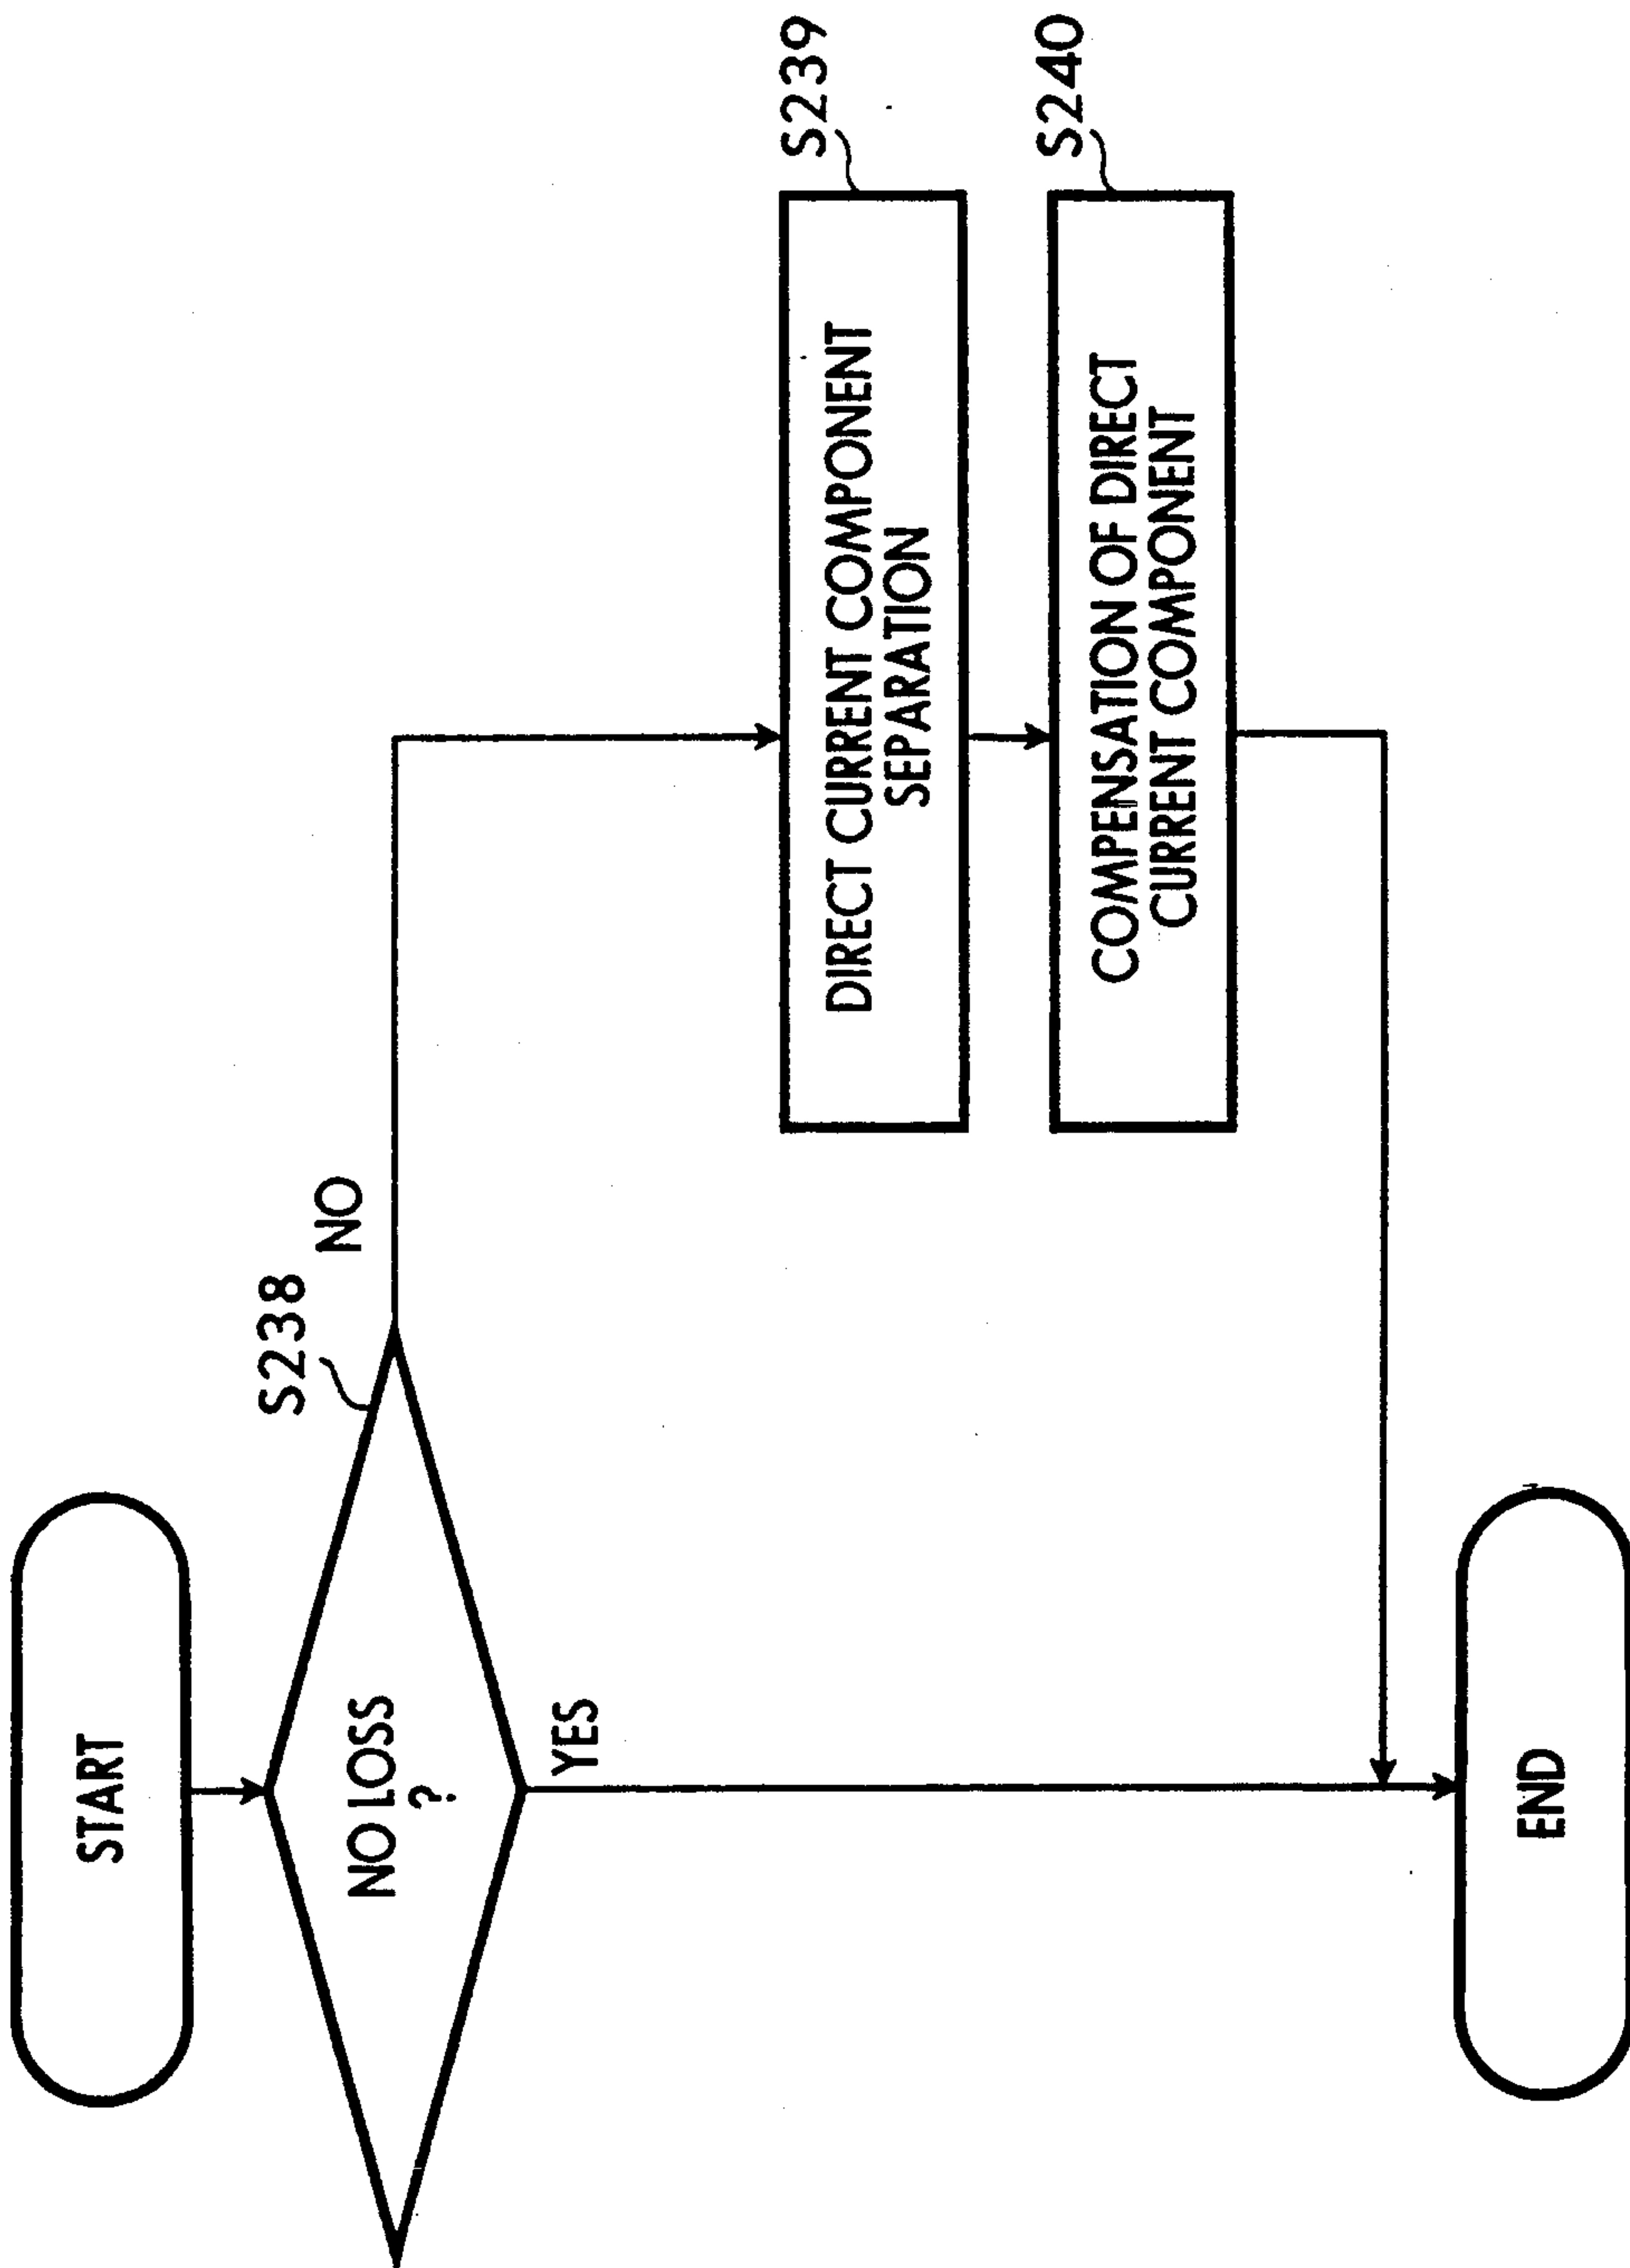 START
S238
NO LOSS
?
NO
YES
S239
DIRECT CURRENT COMPONENT
SEPARATION
S240
COMPENSATION OF DIRECT
CURRENT COMPONENT
END